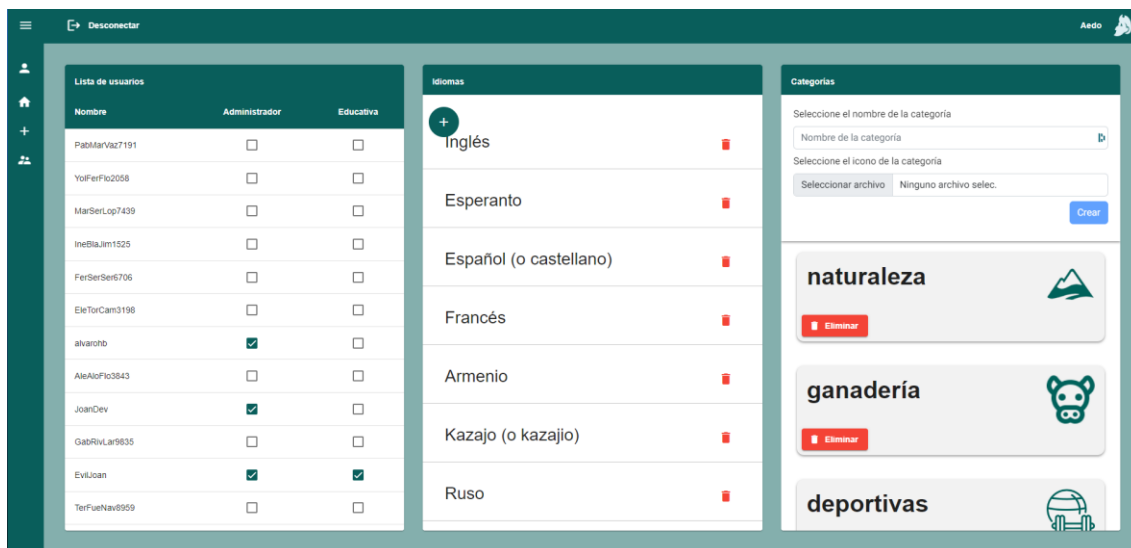 Desconectar
Aedo
Lista de usuarios
Nombre Administrador Educativa
PabMarVaz7191
YolFerFlo2058
MarSerLop7439
IneBlaJim1525
FerSerSer6706
EleTorCam3198
alvarohb
AleAloFlo3843
JoanDev
GabRivLar9835
EvilJoan
TerFueNav8959
Idiomas
+
Inglés
Esperanto
Español (o castellano)
Francés
Armenio
Kazajo (o kazajio)
Ruso
Categorias
Seleccione el nombre de la categoría
Nombre de la categoría
Seleccione el icono de la categoría
Seleccionar archivo Ninguno archivo selec.
Crear
naturaleza
Eliminar
ganadería
Eliminar
deportivas